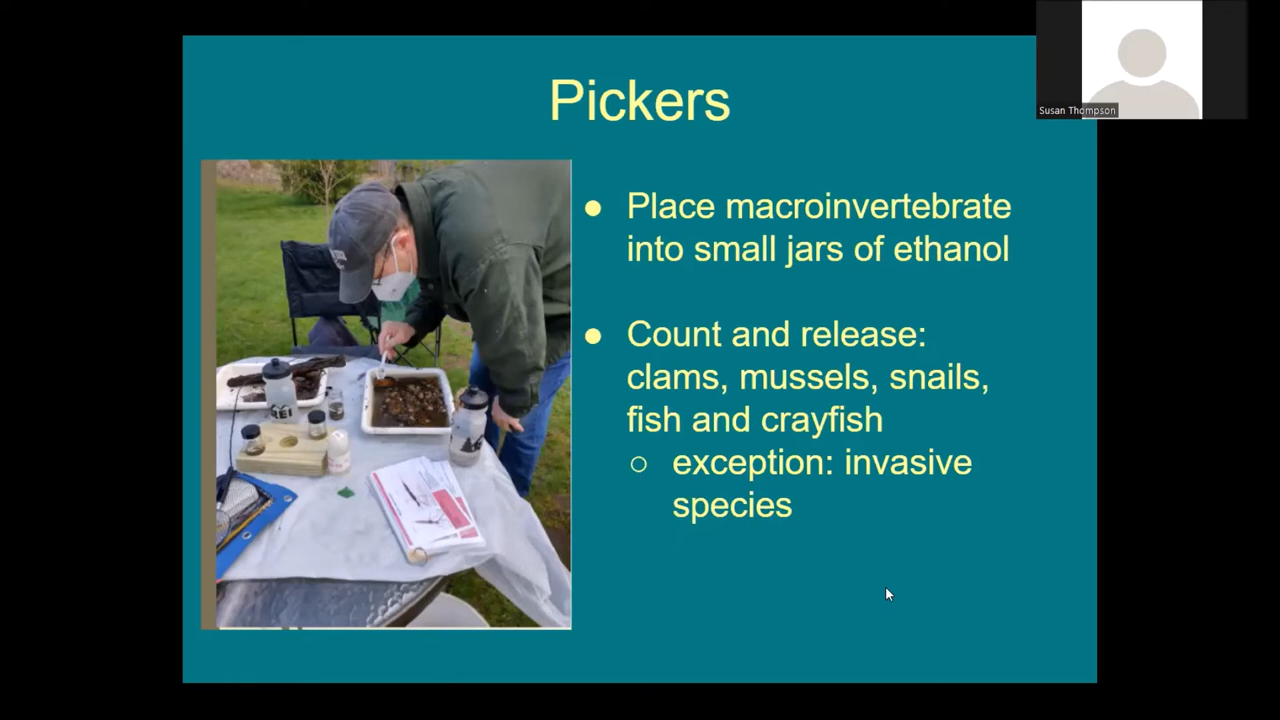 Pickers
Susan Thompson
Place macroinvertebrate
into small jars of ethanol
Count and release:
clams, mussels, snails,
fish and crayfish
exception: invasive
species
REI